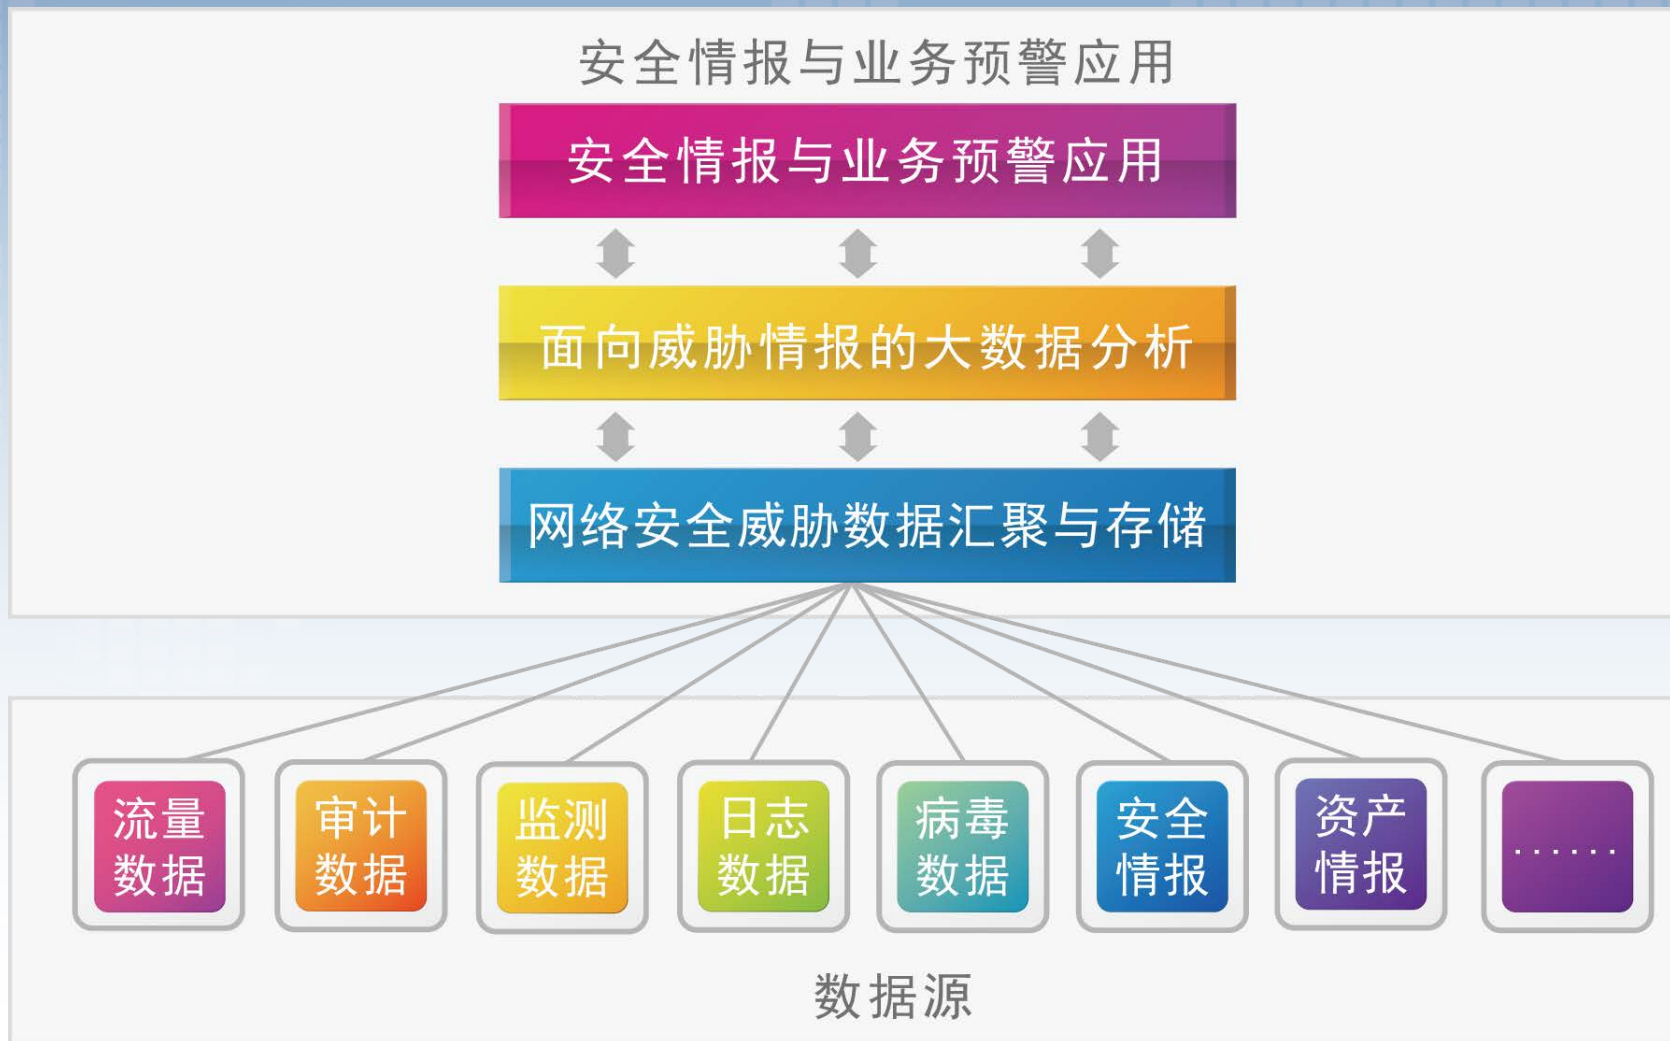 安全情报与业务预警应用
安全情报与业务预警应用
面向威胁情报的大数据分析
网络安全威胁数据汇聚与存储
流量
数据
审计
数据
监测
数据
日志
数据
病毒
数据
安全
情报
资产
情报
......
数据源